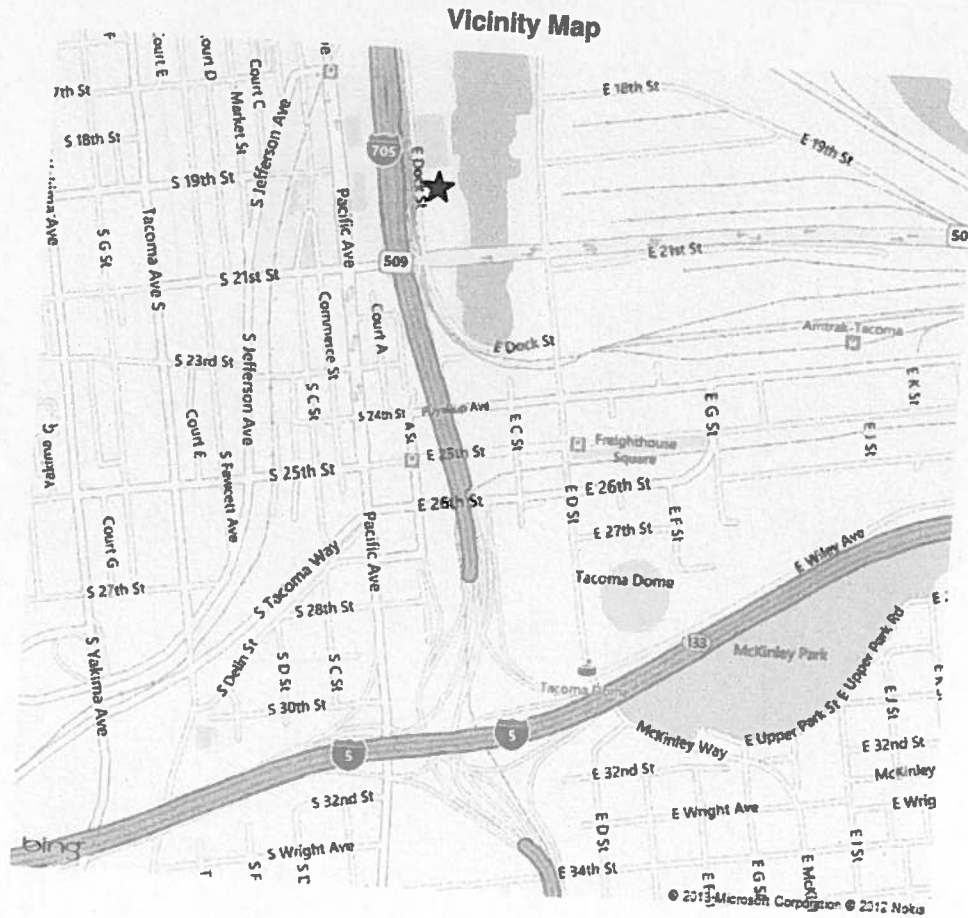 Vicinity Map
Court C
Market St
7th St
S 18th St
S 19th St
S Jefferson Ave
Pacific Ave
705
E Dock St
E 18th St
E 19th St
S G St
Tacoma Ave S
S 21st St
509
E 21st St
Commerce St
Court A
S 23rd St
S Jefferson Ave
S C St
E Dock St
Amtrak-Tacoma
E K St
S 24th St
A St
Puyallup Ave
E C St
E G St
Court E
S Fawcett Ave
S 25th St
E 25th St
Freighthouse
Square
E J St
E 26th St
E D St
E 26th St
E F St
E 27th St
Court G
S 27th St
S Tacoma Way
Pacific Ave
S 28th St
Tacoma Dome
E Wiley Ave
133
McKinley Park
E Upper Park Rd
S Yakima Ave
S Delin St
S D St
S C St
S 30th St
Tacoma Dome
McKinley Way
E Upper Park St
E J St
5
5
S 32nd St
E 32nd St
E 32nd St
McKinley
E Wright Ave
E Wrig
bing
S Wright Ave
E D St
E I St
E 34th St
E G St
© 2013 Microsoft Corporation © 2012 Nokia